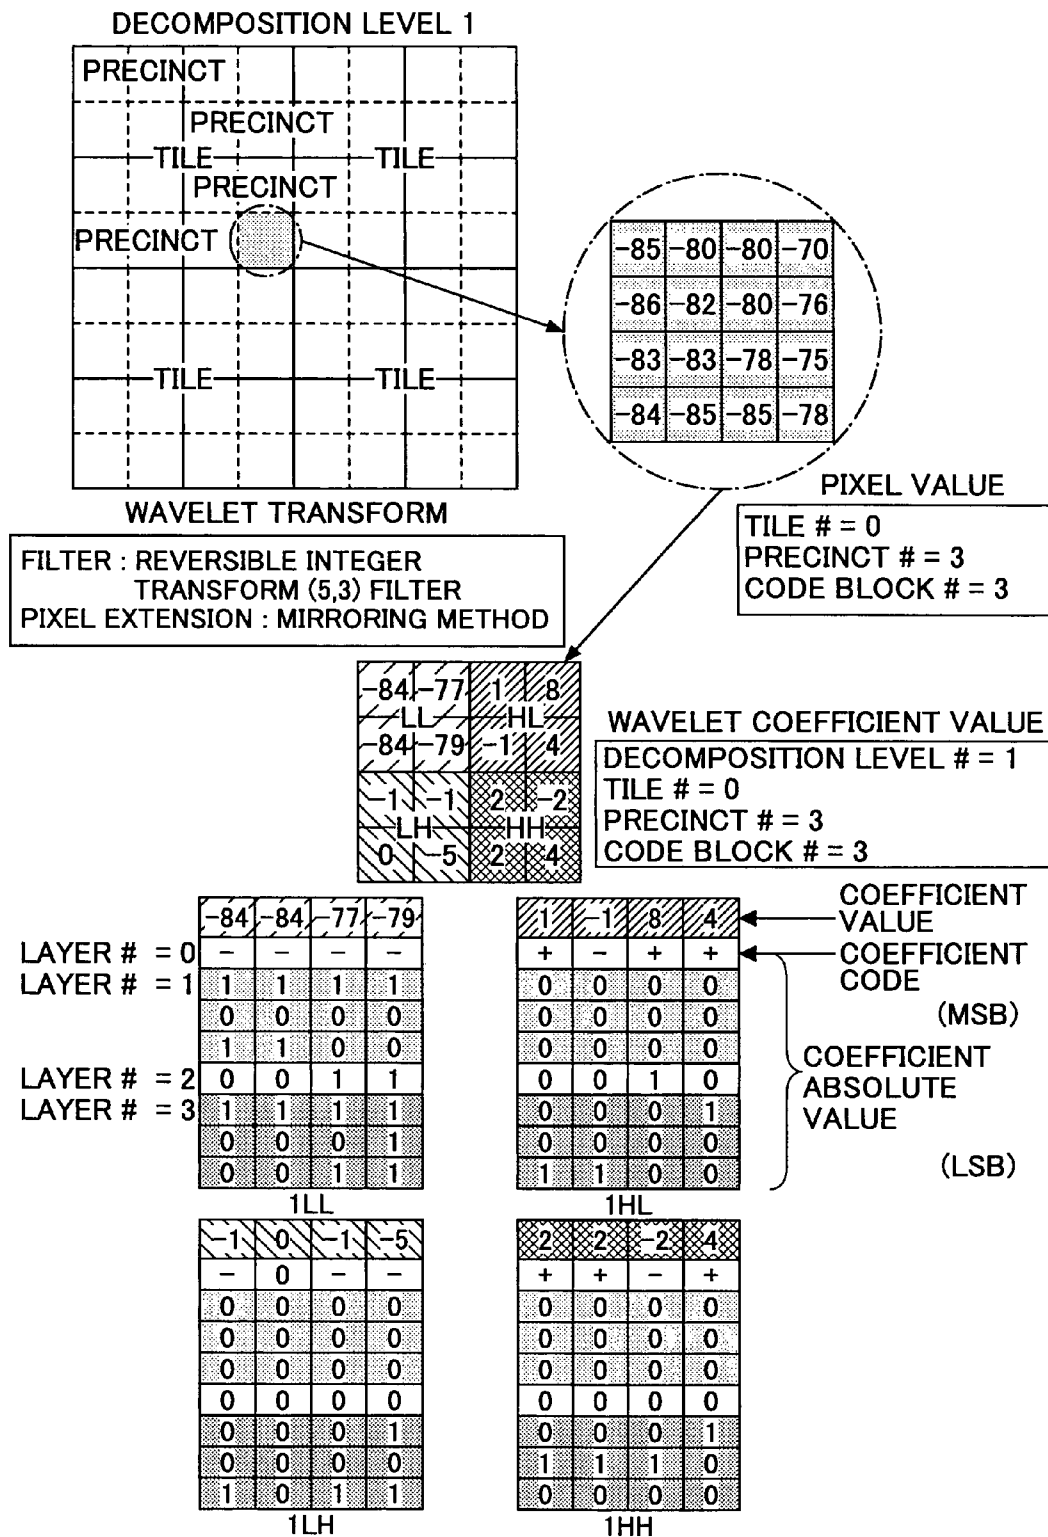 DECOMPOSITION LEVEL 1
PRECINCT
PRECINCT
TILE TILE
PRECINCT
PRECINCT
TILE TILE
WAVELET TRANSFORM
FILTER : REVERSIBLE INTEGER
TRANSFORM (5,3) FILTER
PIXEL EXTENSION : MIRRORING METHOD
-85 -80 -80 -70
-86 -82 -80 -76
-83 -83 -78 -75
-84 -85 -85 -78
PIXEL VALUE
TILE # = 0
PRECINCT # = 3
CODE BLOCK # = 3
-84 -77 1 8
LL HL
-84 -79 -1 4
-1 -1 2 -2
LH HH
0 -5 2 4
WAVELET COEFFICIENT VALUE
DECOMPOSITION LEVEL # = 1
TILE # = 0
PRECINCT # = 3
CODE BLOCK # = 3
LAYER # = 0
LAYER # = 1
LAYER # = 2
LAYER # = 3
-84 -84 -77 -79
- - - -
1 1 1 1
0 0 0 0
1 1 0 0
0 0 1 1
1 1 1 1
0 0 0 1
0 0 1 1
1LL
1 -1 8 4
+ - + +
0 0 0 0
0 0 0 0
0 0 0 0
0 0 1 0
0 0 0 1
0 0 0 0
1 1 0 0
1HL
COEFFICIENT
VALUE
COEFFICIENT
CODE
(MSB)
COEFFICIENT
ABSOLUTE
VALUE
(LSB)
-1 0 -1 -5
- 0 - -
0 0 0 0
0 0 0 0
0 0 0 0
0 0 0 0
0 0 0 1
0 0 0 0
1 0 1 1
1LH
2 2 -2 4
+ + - +
0 0 0 0
0 0 0 0
0 0 0 0
0 0 0 0
0 0 0 1
1 1 1 0
0 0 0 0
1HH